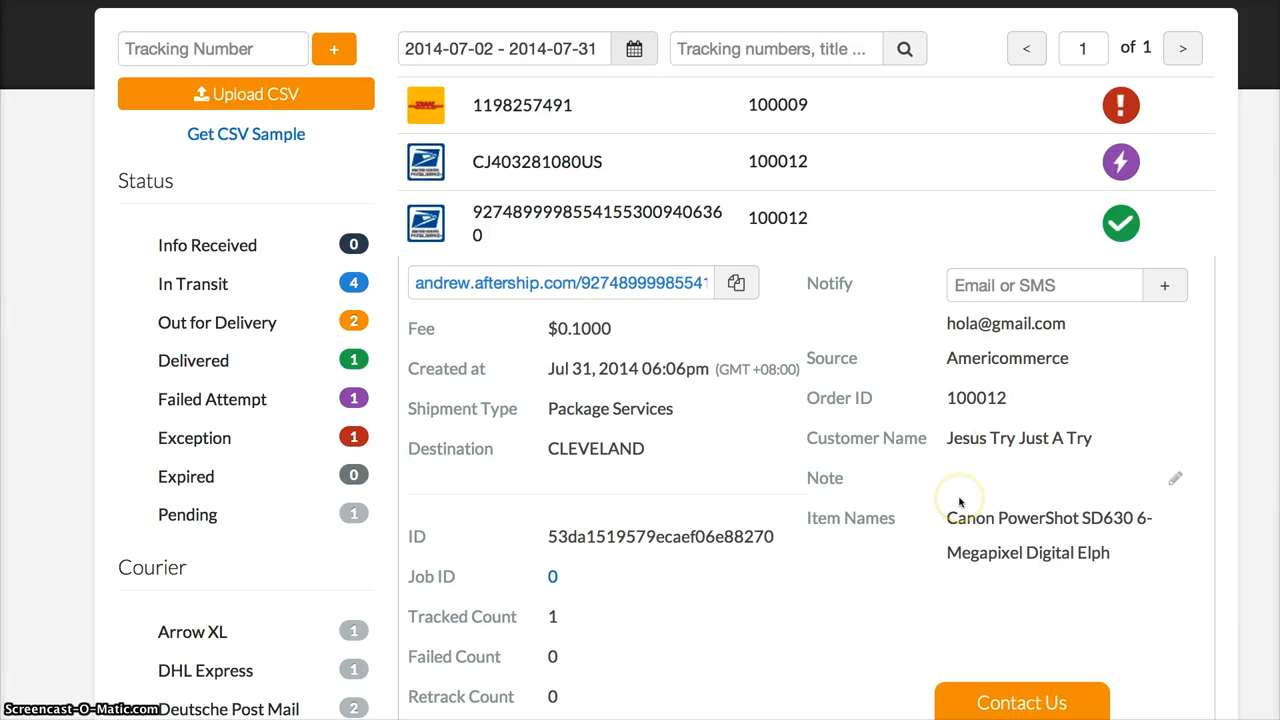 Tracking Number +
Upload CSV
Get CSV Sample
Status
Info Received 0
In Transit 4
Out for Delivery 2
Delivered 1
Failed Attempt 1
Exception 1
Expired 0
Pending 1
Courier
Arrow XL 1
DHL Express 1
Deutsche Post Mail 2
2014-07-02 - 2014-07-31
Tracking numbers, title ...
< 1 of 1 >
1198257491 100009
CJ403281080US 100012
927489999855415530094063​6 100012
0
andrew.aftership.com/92748999985541
Fee $0.1000
Created at Jul 31, 2014 06:06pm (GMT +08:00)
Shipment Type Package Services
Destination CLEVELAND
ID 53da1519579ecaef06e88270
Job ID 0
Tracked Count 1
Failed Count 0
Retrack Count 0
Notify Email or SMS +
hola@gmail.com
Source Americommerce
Order ID 100012
Customer Name Jesus Try Just A Try
Note
Item Names Canon PowerShot SD630 6-
Megapixel Digital Elph
Contact Us
Screencast-O-Matic.com